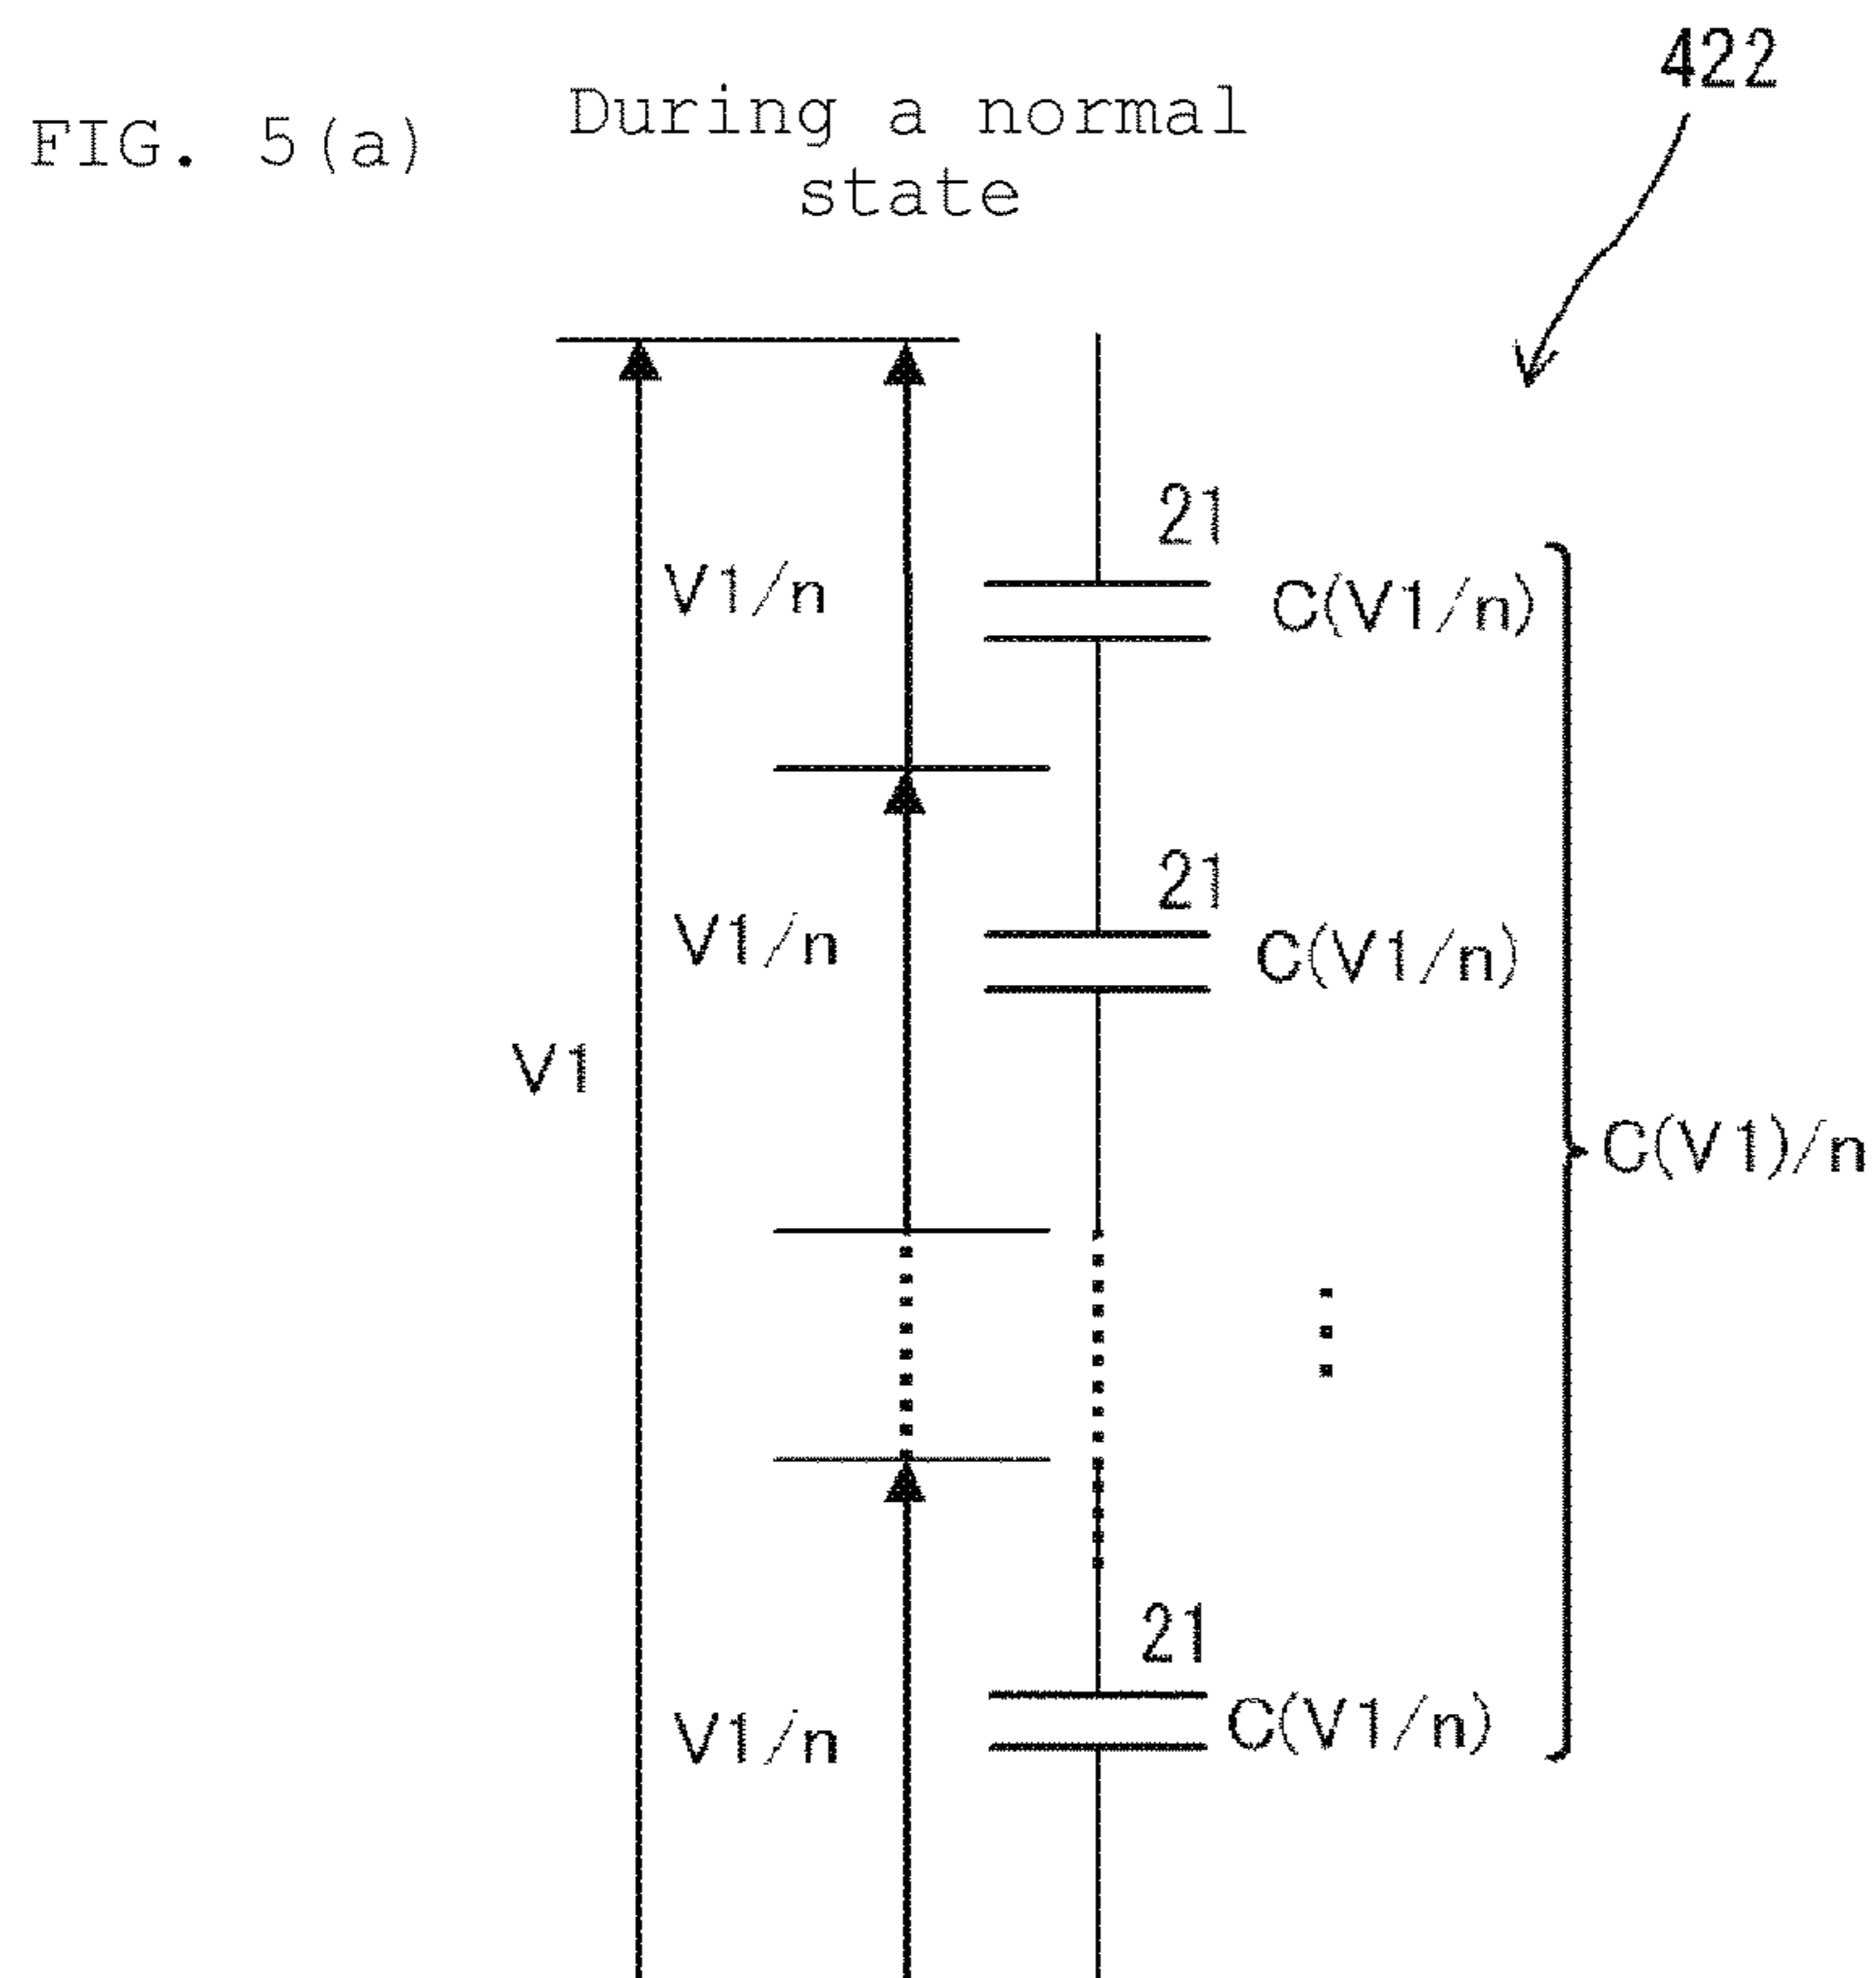 422
FIG. 5(a)
During a normal
state
21
V1/n
C(V1/n)
21
V1/n
C(V1/n)
V1
C(V1)/n
21
V1/n
C(V1/n)